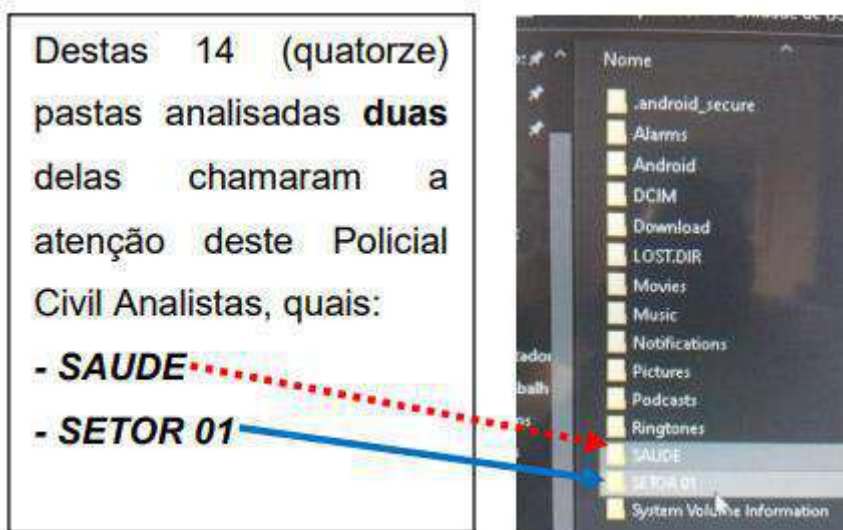 Destas 14 (quatorze)
pastas analisadas duas
delas chamaram a
atenção deste Policial
Civil Analistas, quais:
- SAUDE
- SETOR 01
Nome
.android_secure
Alarms
Android
DCIM
Download
LOST.DIR
Movies
Music
Notifications
Pictures
Podcasts
Ringtones
SAUDE
SETOR 01
System Volume Information